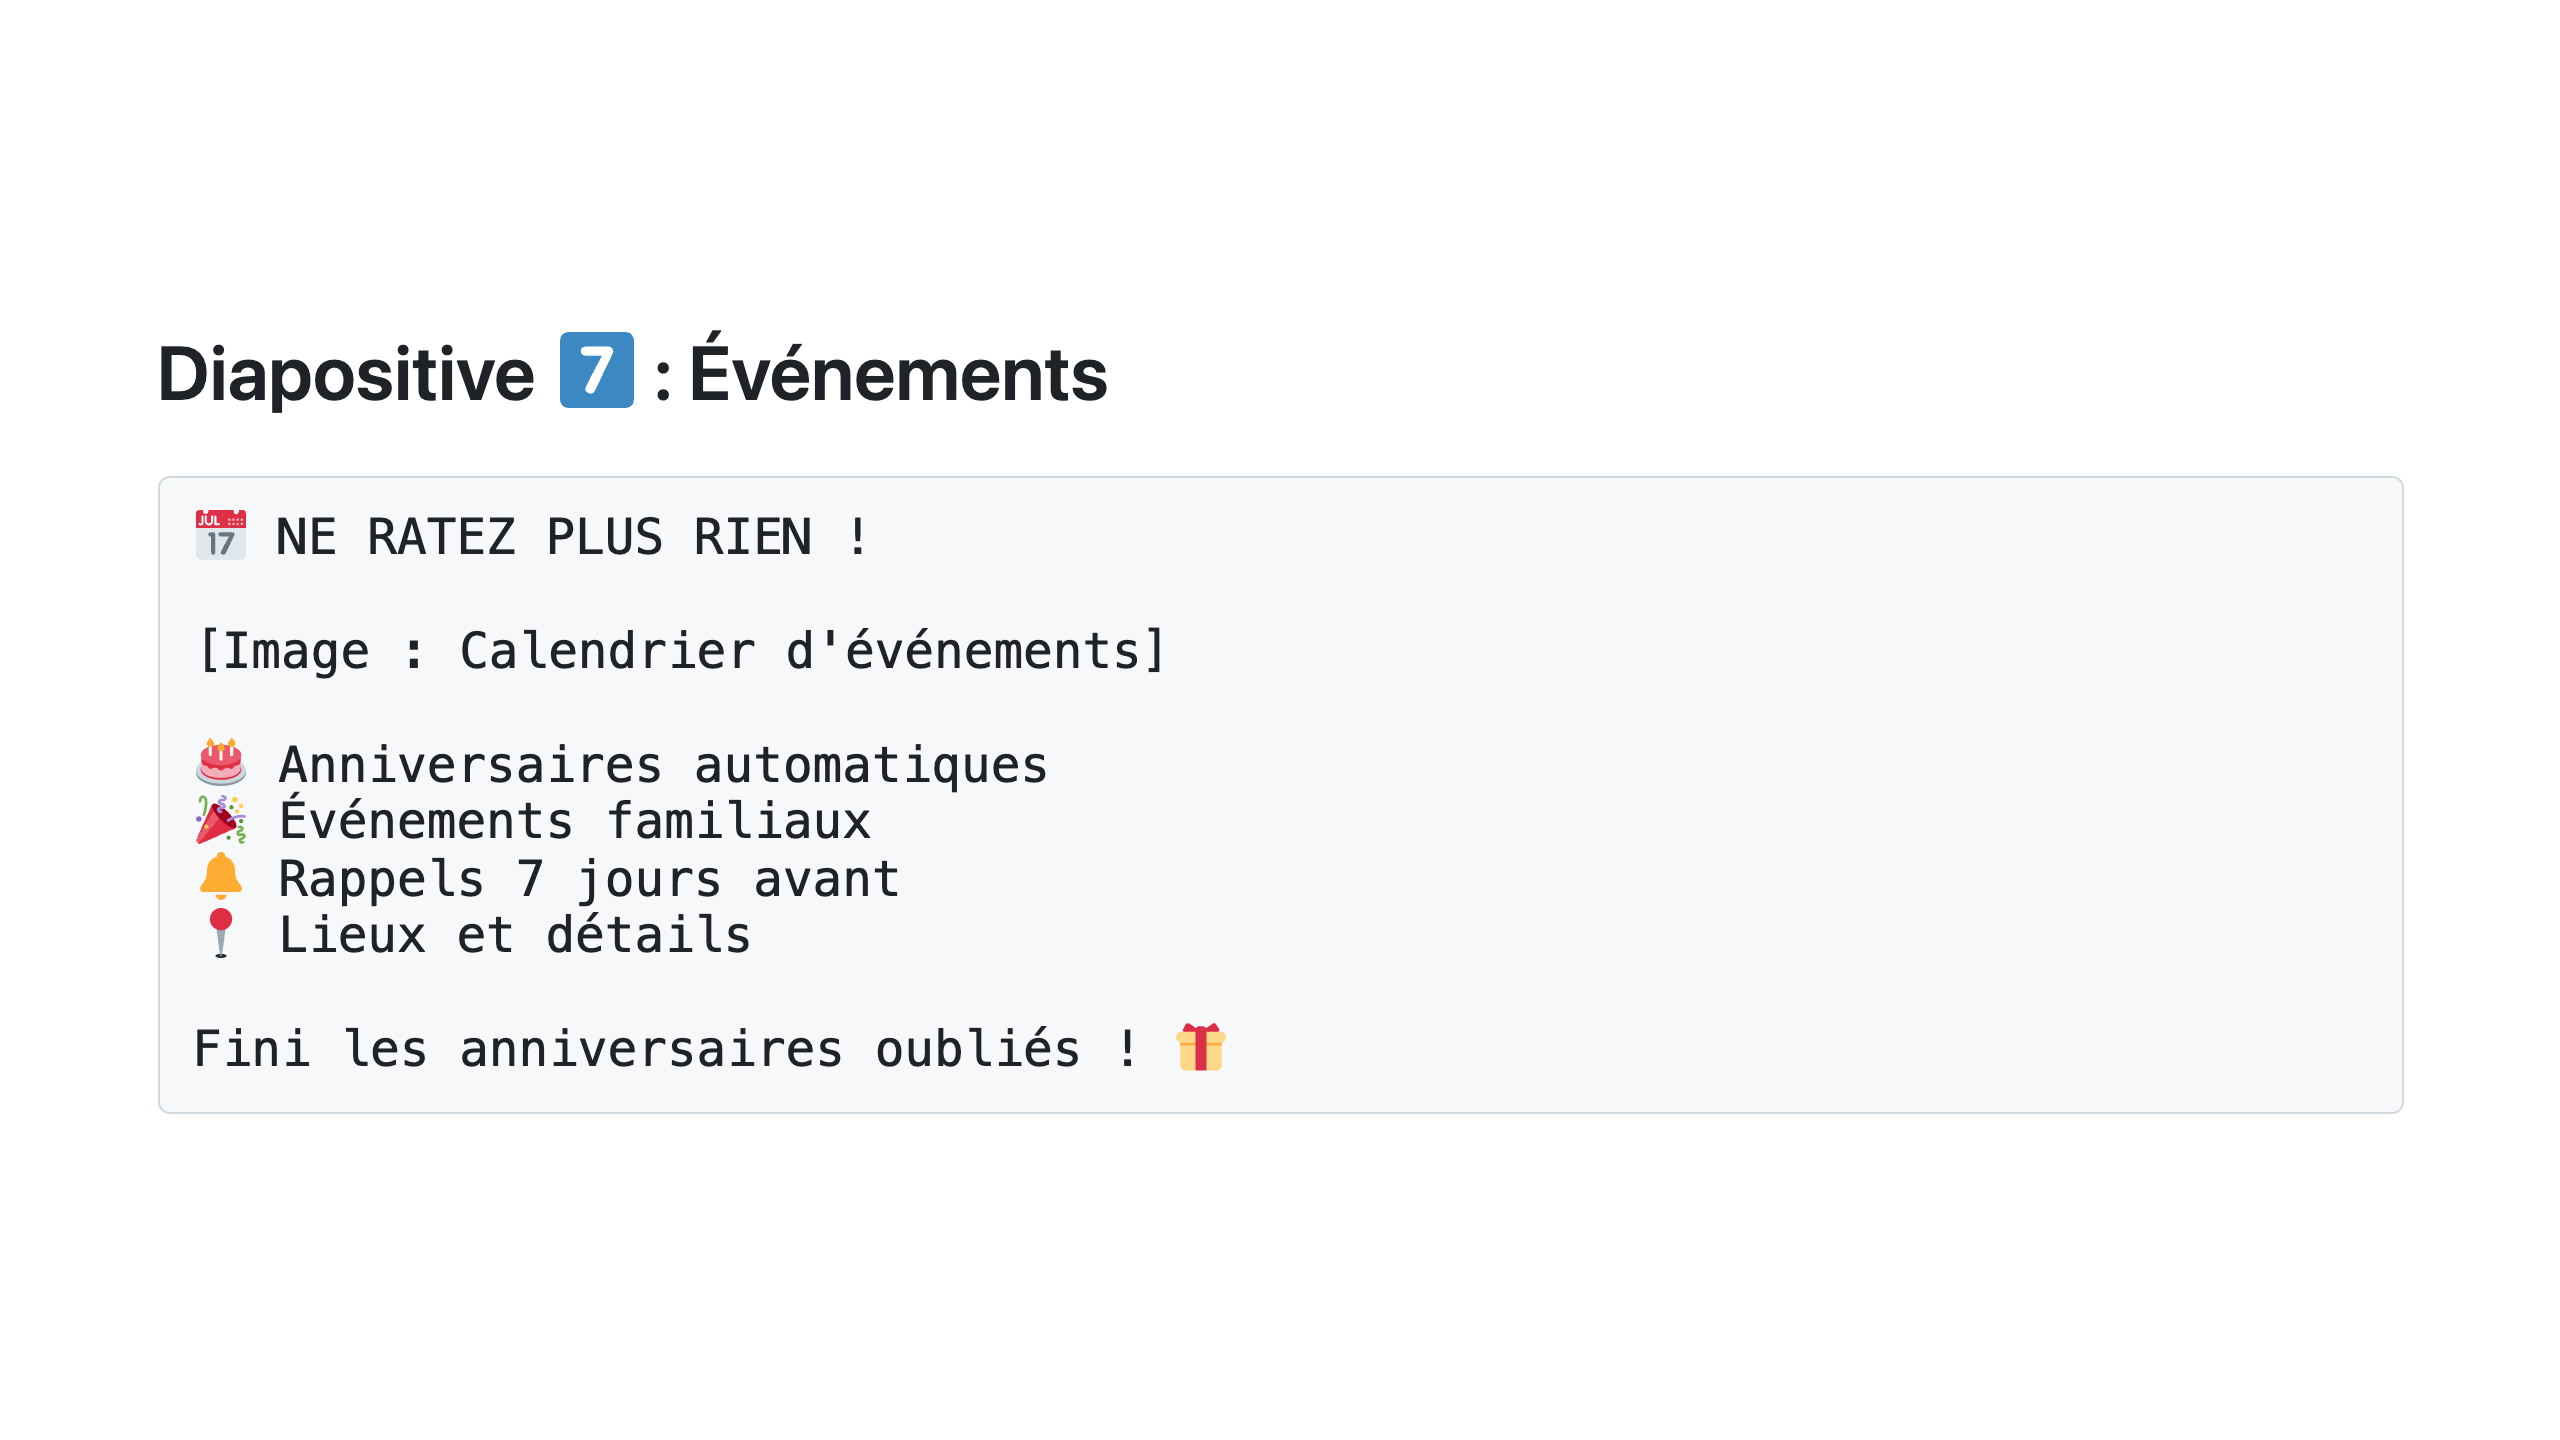 Diapositive 7️⃣ : Événements
📅 NE RATEZ PLUS RIEN !
[Image : Calendrier d'événements]
🎂 Anniversaires automatiques
🎉 Événements familiaux
🔔 Rappels 7 jours avant
📍 Lieux et détails
Fini les anniversaires oubliés ! 🎁